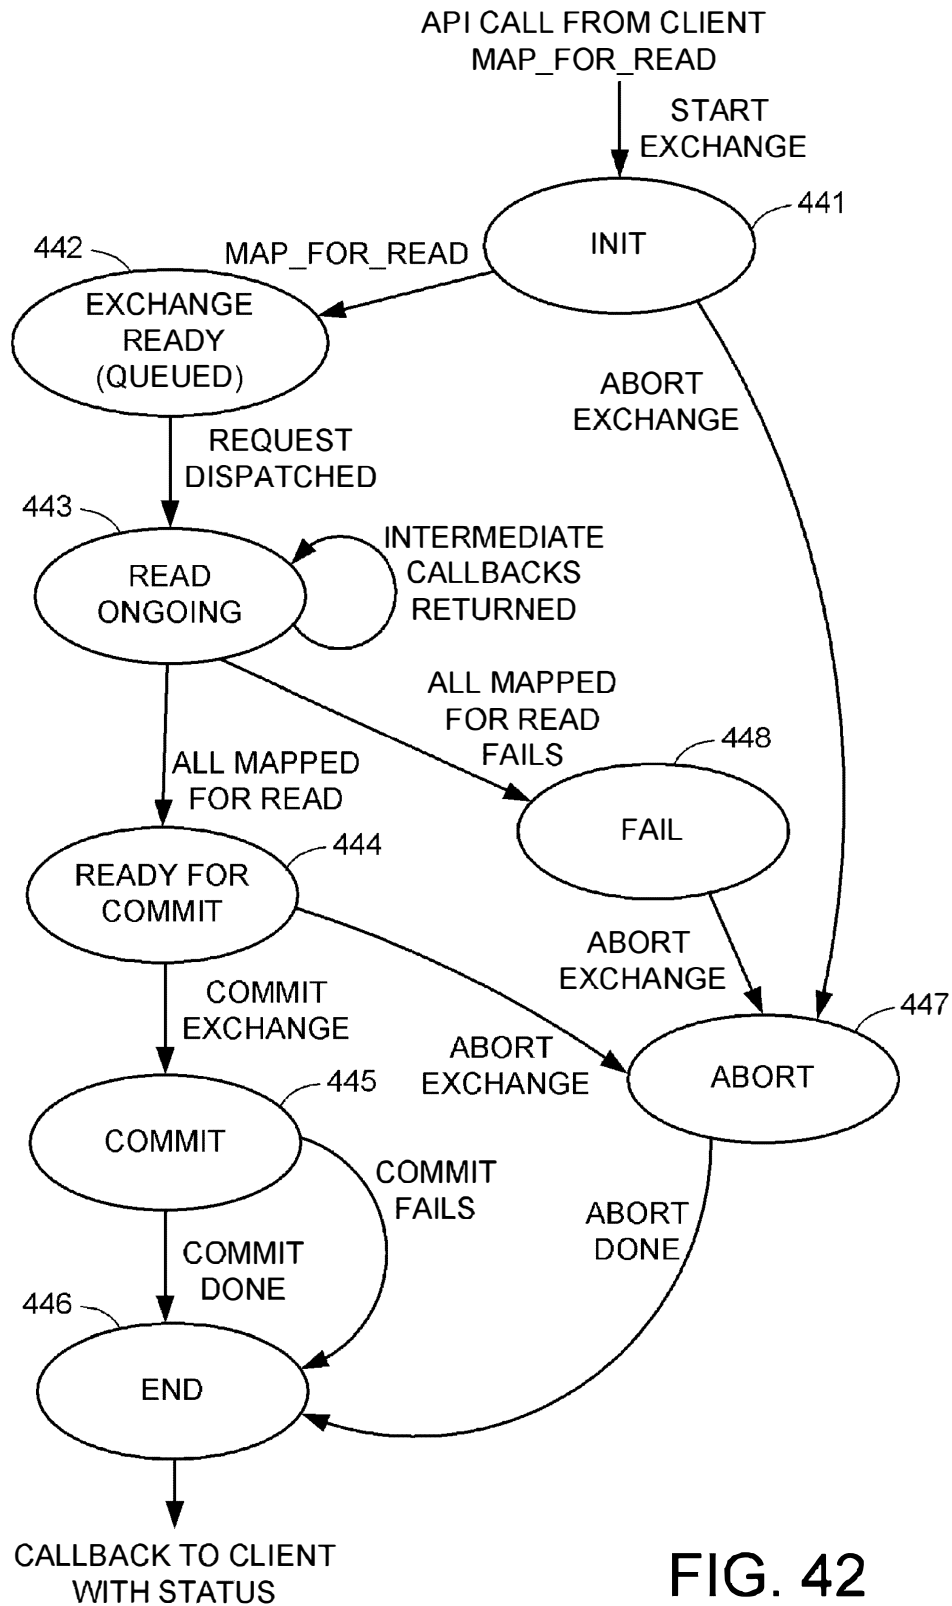 API CALL FROM CLIENT
MAP_FOR_READ
START
EXCHANGE
441
INIT
442
MAP_FOR_READ
EXCHANGE
READY
(QUEUED)
ABORT
EXCHANGE
REQUEST
DISPATCHED
443
READ
ONGOING
INTERMEDIATE
CALLBACKS
RETURNED
ALL MAPPED
FOR READ
FAILS
448
ALL MAPPED
FOR READ
FAIL
444
READY FOR
COMMIT
ABORT
EXCHANGE
COMMIT
EXCHANGE
447
ABORT
EXCHANGE
ABORT
445
COMMIT
COMMIT
FAILS
ABORT
DONE
COMMIT
DONE
446
END
CALLBACK TO CLIENT
WITH STATUS
FIG. 42